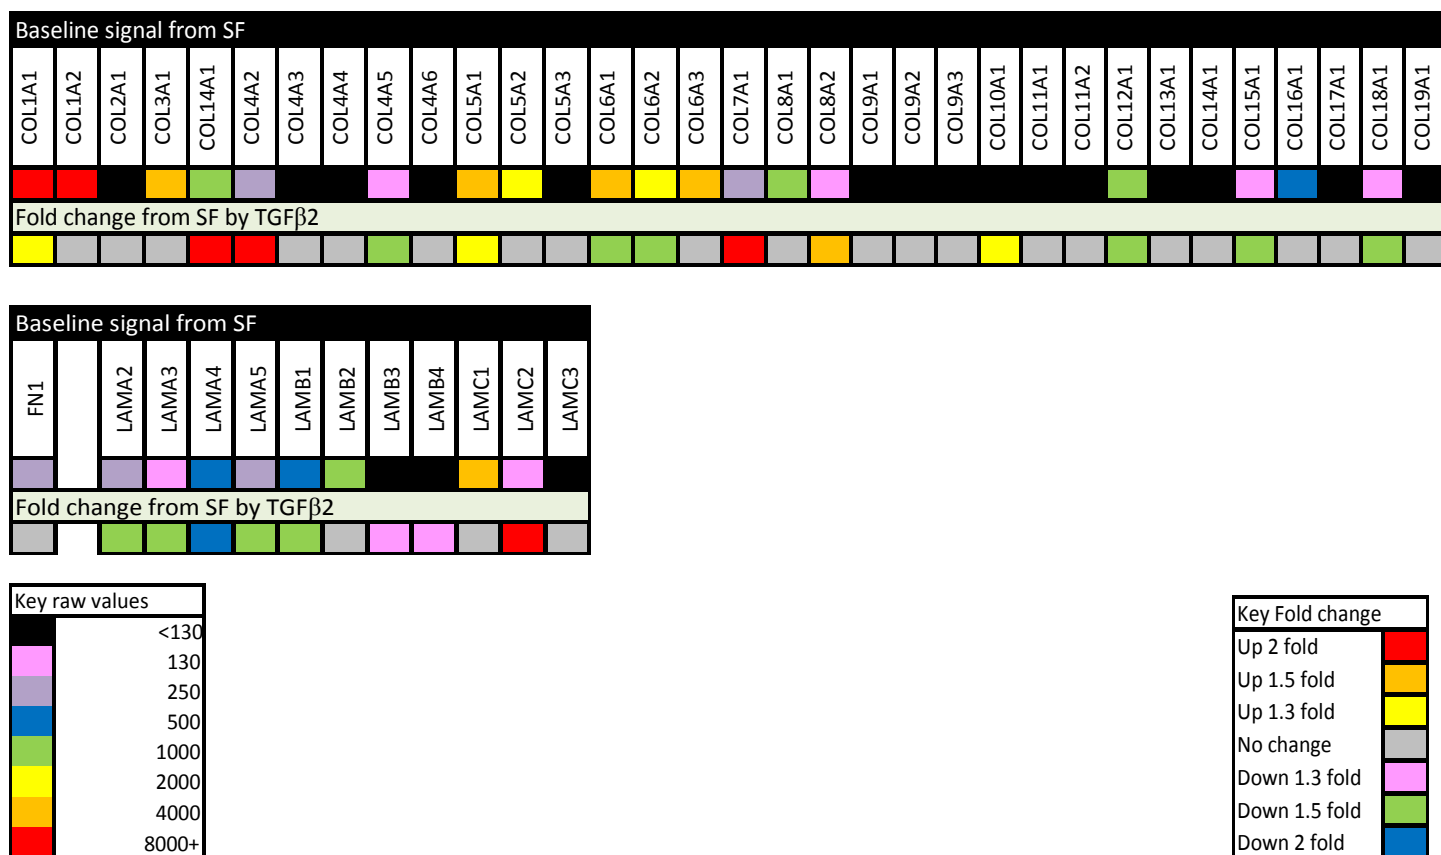 Baseline signal from SF
COL1A1 COL1A2 COL2A1 COL3A1 COL14A1 COL4A2 COL4A3 COL4A4 COL4A5 COL4A6 COL5A1 COL5A2 COL5A3 COL6A1 COL6A2 COL6A3 COL7A1 COL8A1 COL8A2 COL9A1 COL9A2 COL9A3 COL10A1 COL11A1 COL11A2 COL12A1 COL13A1 COL14A1 COL15A1 COL16A1 COL17A1 COL18A1 COL19A1
Fold change from SF by TGFβ2
Baseline signal from SF
FN1 LAMA2 LAMA3 LAMA4 LAMA5 LAMB1 LAMB2 LAMB3 LAMB4 LAMC1 LAMC2 LAMC3
Fold change from SF by TGFβ2
Key raw values
<130
130
250
500
1000
2000
4000
8000+
Key Fold change
Up 2 fold
Up 1.5 fold
Up 1.3 fold
No change
Down 1.3 fold
Down 1.5 fold
Down 2 fold